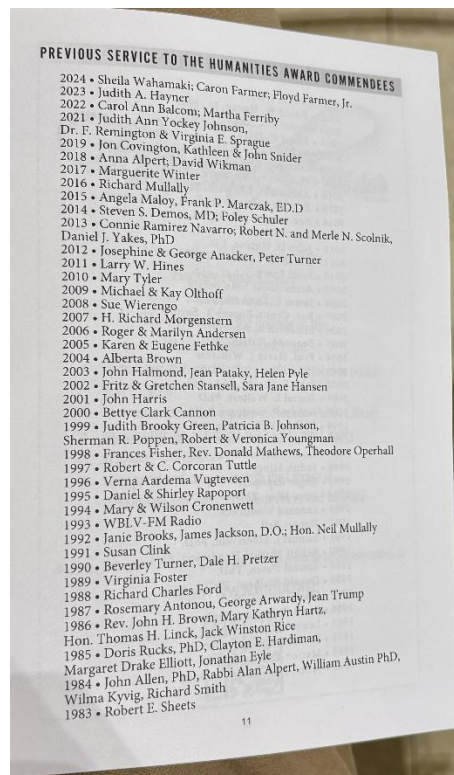 PREVIOUS SERVICE TO THE HUMANITIES AWARD COMMENDEES
2024 • Sheila Wahamaki; Caron Farmer; Floyd Farmer, Jr.
2023 • Judith A. Hayner
2022 • Carol Ann Balcom; Martha Ferriby
2021 • Judith Ann Yockey Johnson,
Dr. F. Remington & Virginia E. Sprague
2019 • Jon Covington, Kathleen & John Snider
2018 • Anna Alpert; David Wikman
2017 • Marguerite Winter
2016 • Richard Mullally
2015 • Angela Maloy, Frank P. Marczak, ED.D
2014 • Steven S. Demos, MD; Foley Schuler
2013 • Connie Ramirez Navarro; Robert N. and Merle N. Scolnik,
Daniel J. Yakes, PhD
2012 • Josephine & George Anacker, Peter Turner
2011 • Larry W. Hines
2010 • Mary Tyler
2009 • Michael & Kay Olthoff
2008 • Sue Wierengo
2007 • H. Richard Morgenstern
2006 • Roger & Marilyn Andersen
2005 • Karen & Eugene Fethke
2004 • Alberta Brown
2003 • John Halmond, Jean Pataky, Helen Pyle
2002 • Fritz & Gretchen Stansell, Sara Jane Hansen
2001 • John Harris
2000 • Bettye Clark Cannon
1999 • Judith Brooky Green, Patricia B. Johnson,
Sherman R. Poppen, Robert & Veronica Youngman
1998 • Frances Fisher, Rev. Donald Mathews, Theodore Operhall
1997 • Robert & C. Corcoran Tuttle
1996 • Verna Aardema Vugteveen
1995 • Daniel & Shirley Rapoport
1994 • Mary & Wilson Cronenwett
1993 • WBLV-FM Radio
1992 • Janie Brooks, James Jackson, D.O.; Hon. Neil Mullally
1991 • Susan Clink
1990 • Beverley Turner, Dale H. Pretzer
1989 • Virginia Foster
1988 • Richard Charles Ford
1987 • Rosemary Antonou, George Arwardy, Jean Trump
1986 • Rev. John H. Brown, Mary Kathryn Hartz,
Hon. Thomas H. Linck, Jack Winston Rice
1985 • Doris Rucks, PhD, Clayton E. Hardiman,
Margaret Drake Elliott, Jonathan Eyle
1984 • John Allen, PhD, Rabbi Alan Alpert, William Austin PhD,
Wilma Kyvig, Richard Smith
1983 • Robert E. Sheets
11